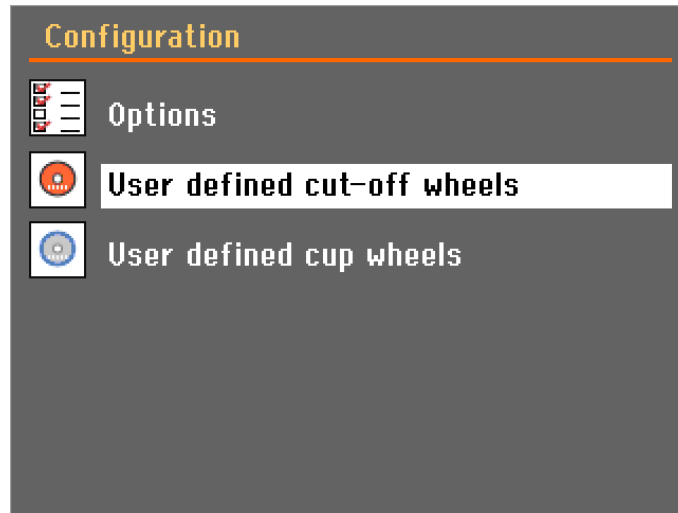 Configuration
Options
User defined cut-off wheels
User defined cup wheels